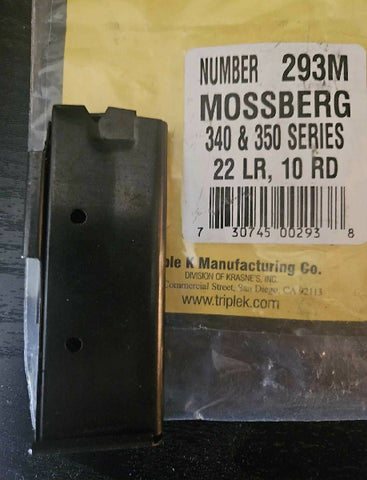 NUMBER 293M
MOSSBERG
340 & 350 SERIES
22 LR, 10 RD
7 30745 00293 8
ple K Manufacturing Co.
DIVISION OF KRASNE'S, INC.
Commercial Street, San Diego, CA 92113
www.triplek.com